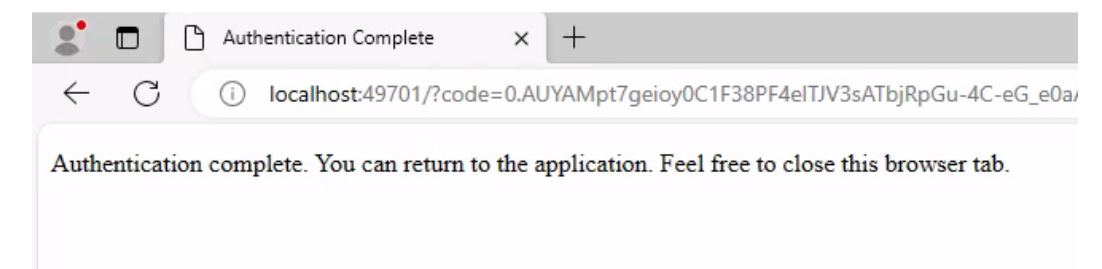 Authentication Complete
localhost:49701/?code=0.AUYAMpt7geioy0C1F38PF4elTJV3sATbjRpGu-4C-eG_e0a
Authentication complete. You can return to the application. Feel free to close this browser tab.